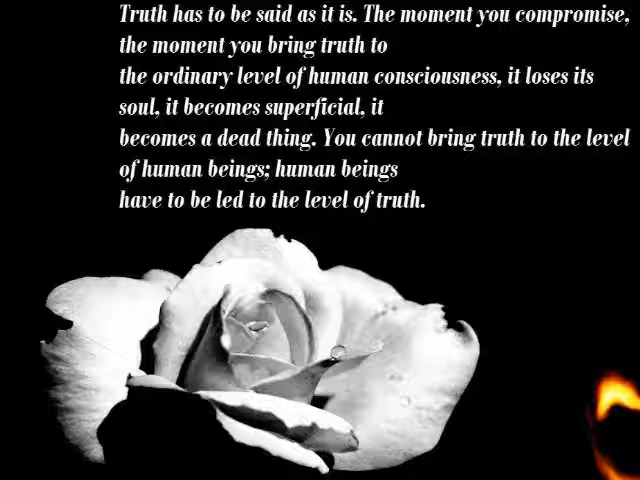 Truth has to be said as it is. The moment you compromise,
the moment you bring truth to
the ordinary level of human consciousness, it loses its
soul, it becomes superficial, it
becomes a dead thing. You cannot bring truth to the level
of human beings; human beings
have to be led to the level of truth.